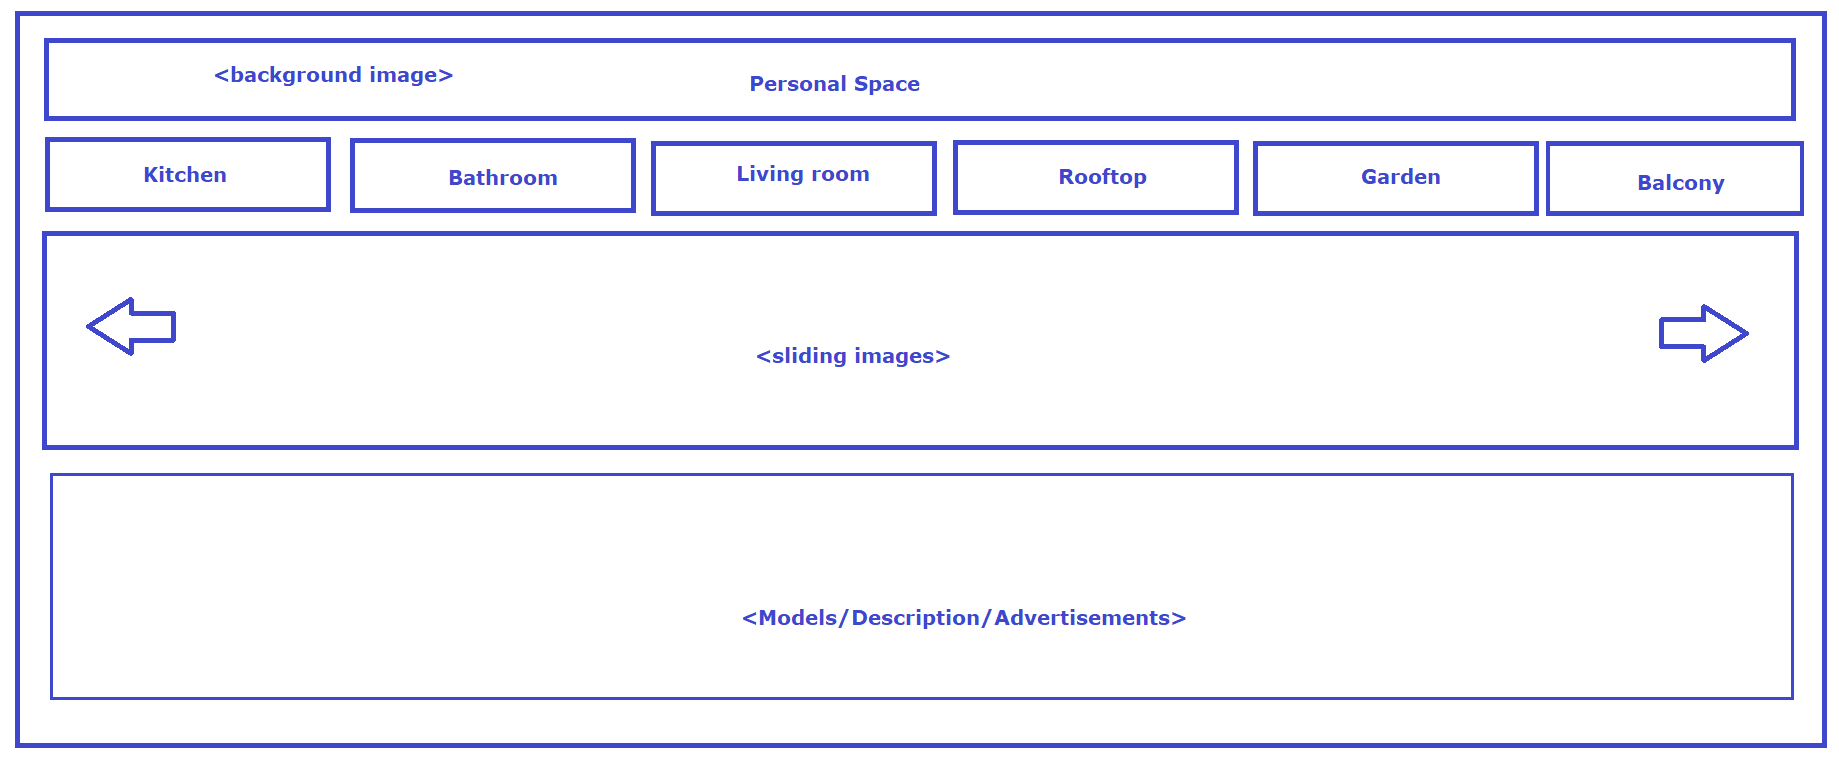 <background image>
Personal Space
Kitchen
Bathroom
Living room
Rooftop
Garden
Balcony
<sliding images>
<Models/Description/Advertisements>